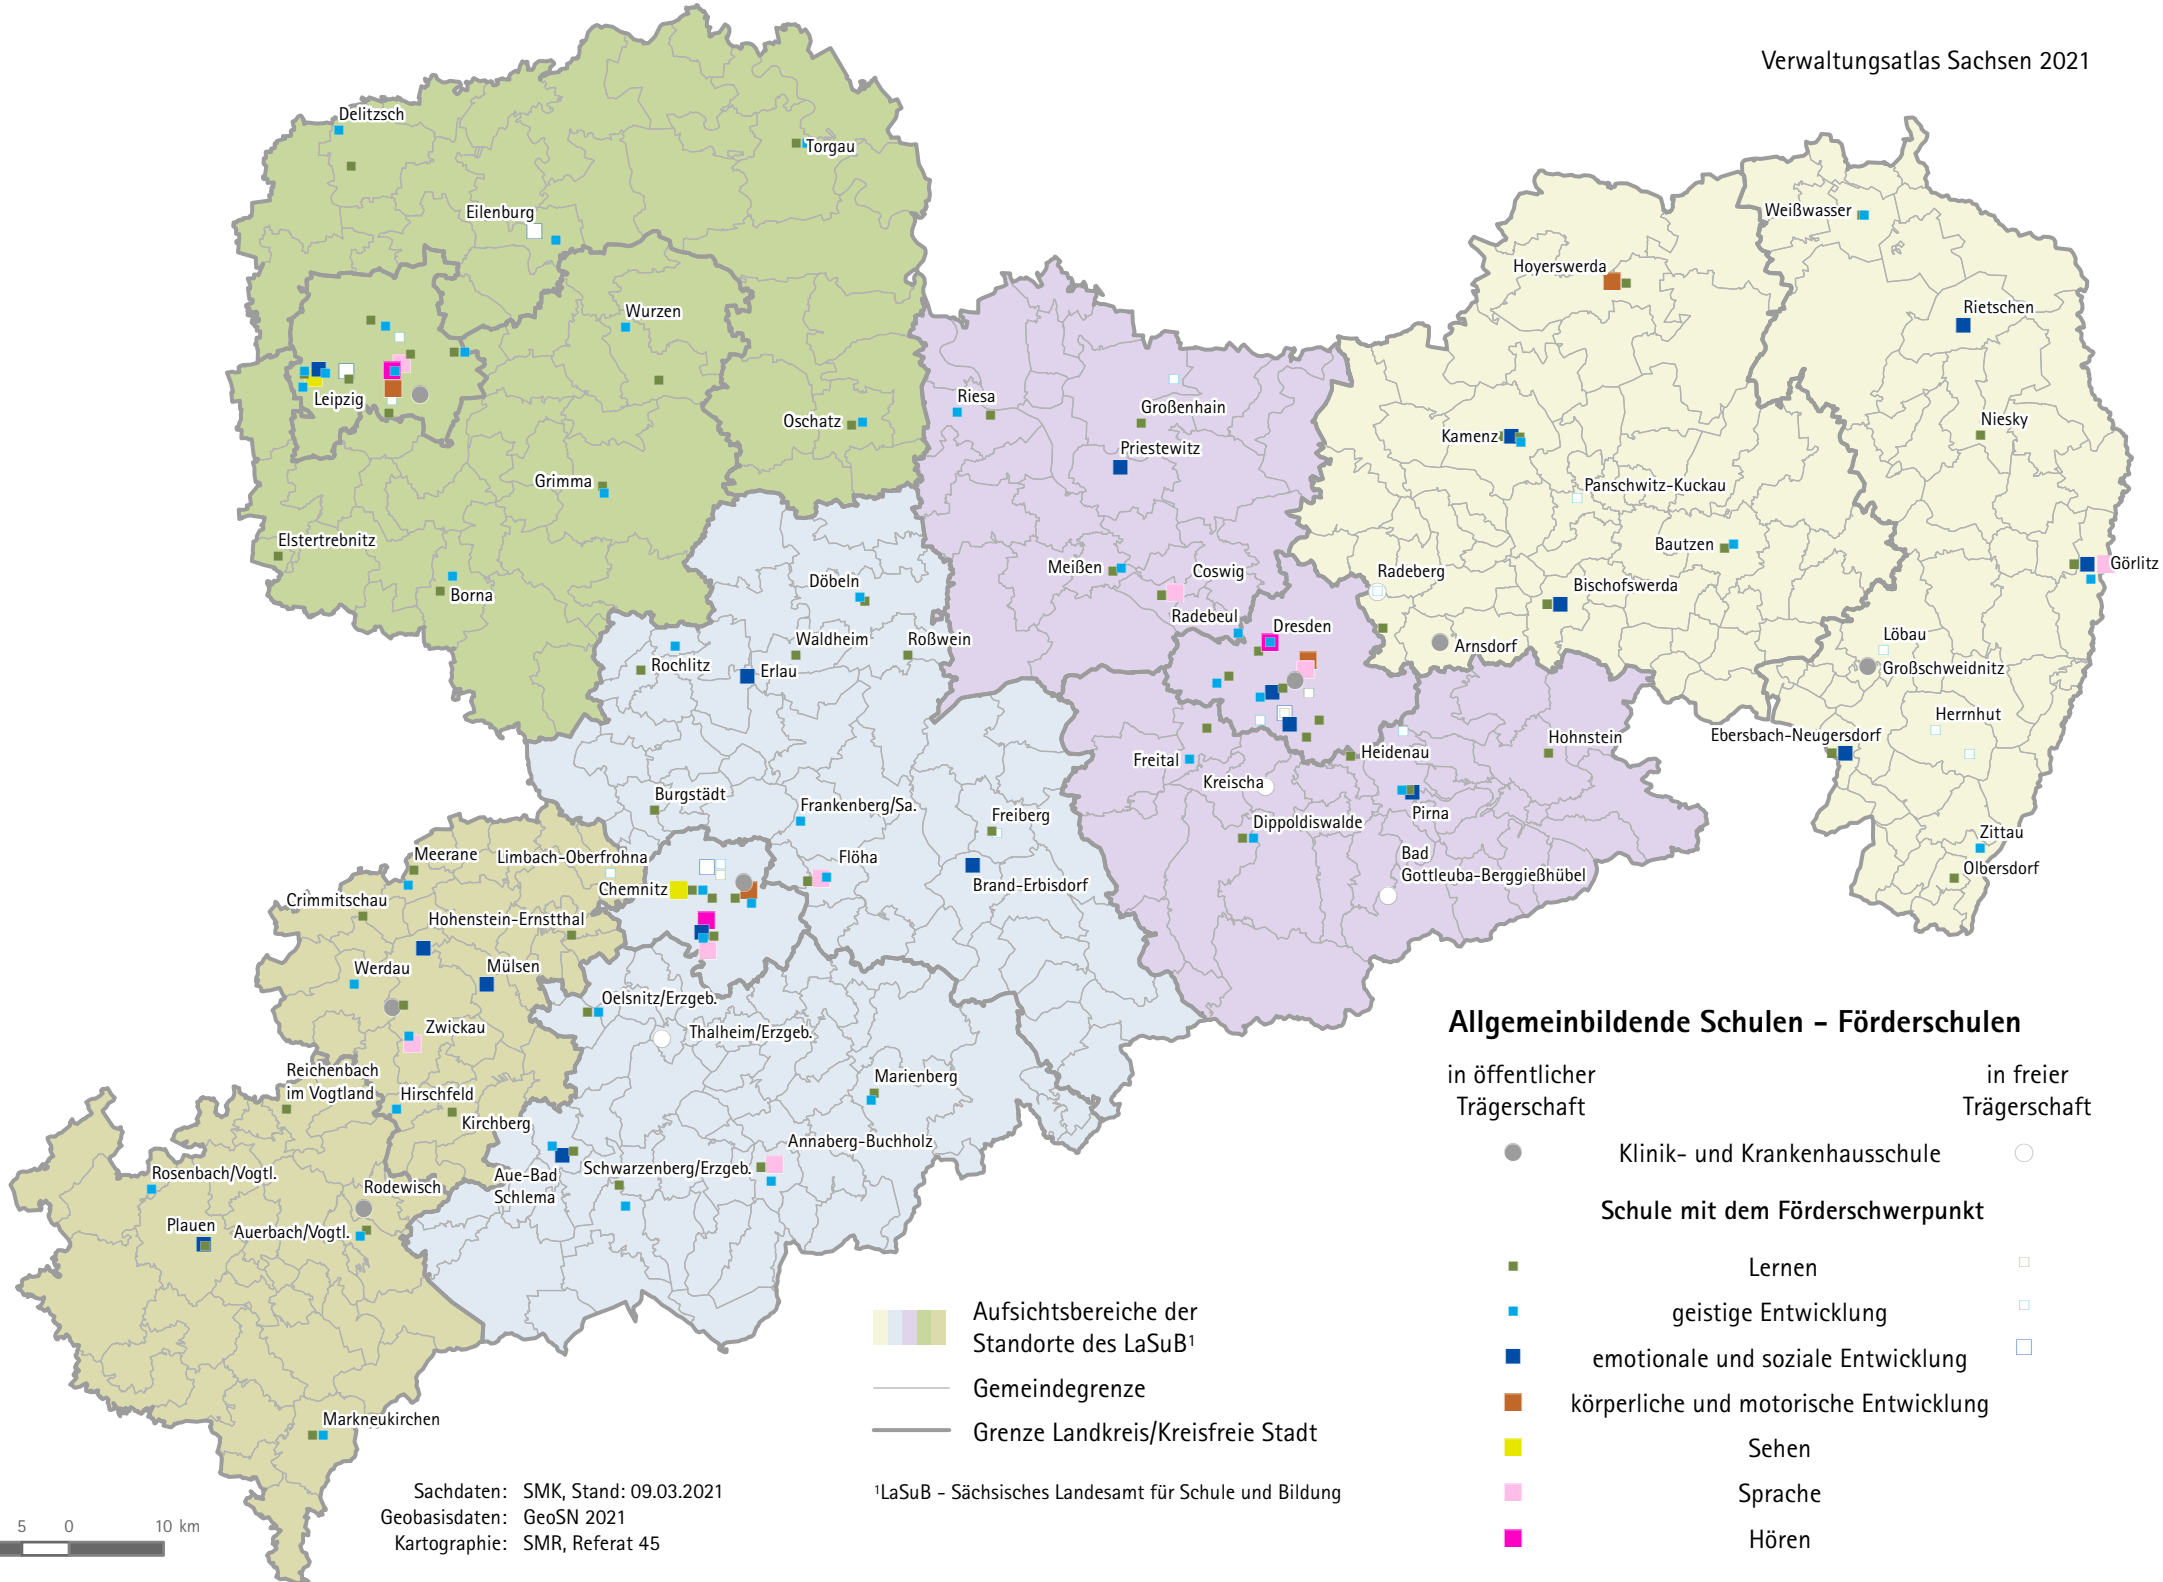 Verwaltungsatlas Sachsen 2021
Delitzsch
Torgau
Eilenburg
Weißwasser
Hoyerswerda
Rietschen
Wurzen
Leipzig
Riesa
Großenhain
Oschatz
Niesky
Kamenz
Priestewitz
Grimma
Panschwitz-Kuckau
Elstertrebnitz
Bautzen
Görlitz
Meißen
Coswig
Radeberg
Döbeln
Bischofswerda
Borna
Radebeul
Dresden
Löbau
Waldheim
Roßwein
Arnsdorf
Rochlitz
Erlau
Großschweidnitz
Herrnhut
Ebersbach-Neugersdorf
Hohnstein
Heidenau
Freital
Kreischa
Burgstädt
Frankenberg/Sa.
Freiberg
Pirna
Dippoldiswalde
Zittau
Meerane
Limbach-Oberfrohna
Flöha
Bad
Gottleuba-Berggießhübel
Olbersdorf
Chemnitz
Brand-Erbisdorf
Crimmitschau
Hohenstein-Ernstthal
Werdau
Mülsen
Oelsnitz/Erzgeb.
Zwickau
Thalheim/Erzgeb.
Reichenbach
im Vogtland
Hirschfeld
Marienberg
Kirchberg
Annaberg-Buchholz
Rosenbach/Vogtl.
Aue-Bad
Schlema
Schwarzenberg/Erzgeb.
Rodewisch
Plauen
Auerbach/Vogtl.
Markneukirchen
Allgemeinbildende Schulen – Förderschulen
in öffentlicher
Trägerschaft
in freier
Trägerschaft
Klinik- und Krankenhausschule
Schule mit dem Förderschwerpunkt
Lernen
geistige Entwicklung
emotionale und soziale Entwicklung
körperliche und motorische Entwicklung
Sehen
Sprache
Hören
Aufsichtsbereiche der
Standorte des LaSuB¹
Gemeindegrenze
Grenze Landkreis/Kreisfreie Stadt
¹LaSuB - Sächsisches Landesamt für Schule und Bildung
Sachdaten: SMK, Stand: 09.03.2021
Geobasisdaten: GeoSN 2021
Kartographie: SMR, Referat 45
5 0 10 km